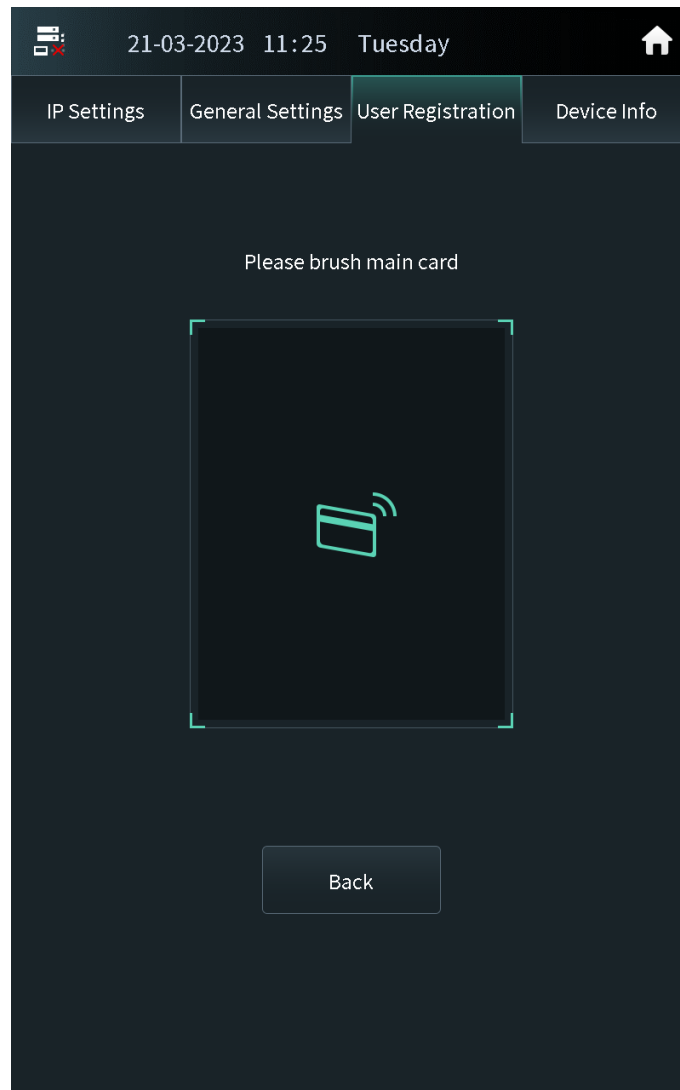 21-03-2023 11:25 Tuesday
IP Settings General Settings User Registration Device Info
Please brush main card
Back